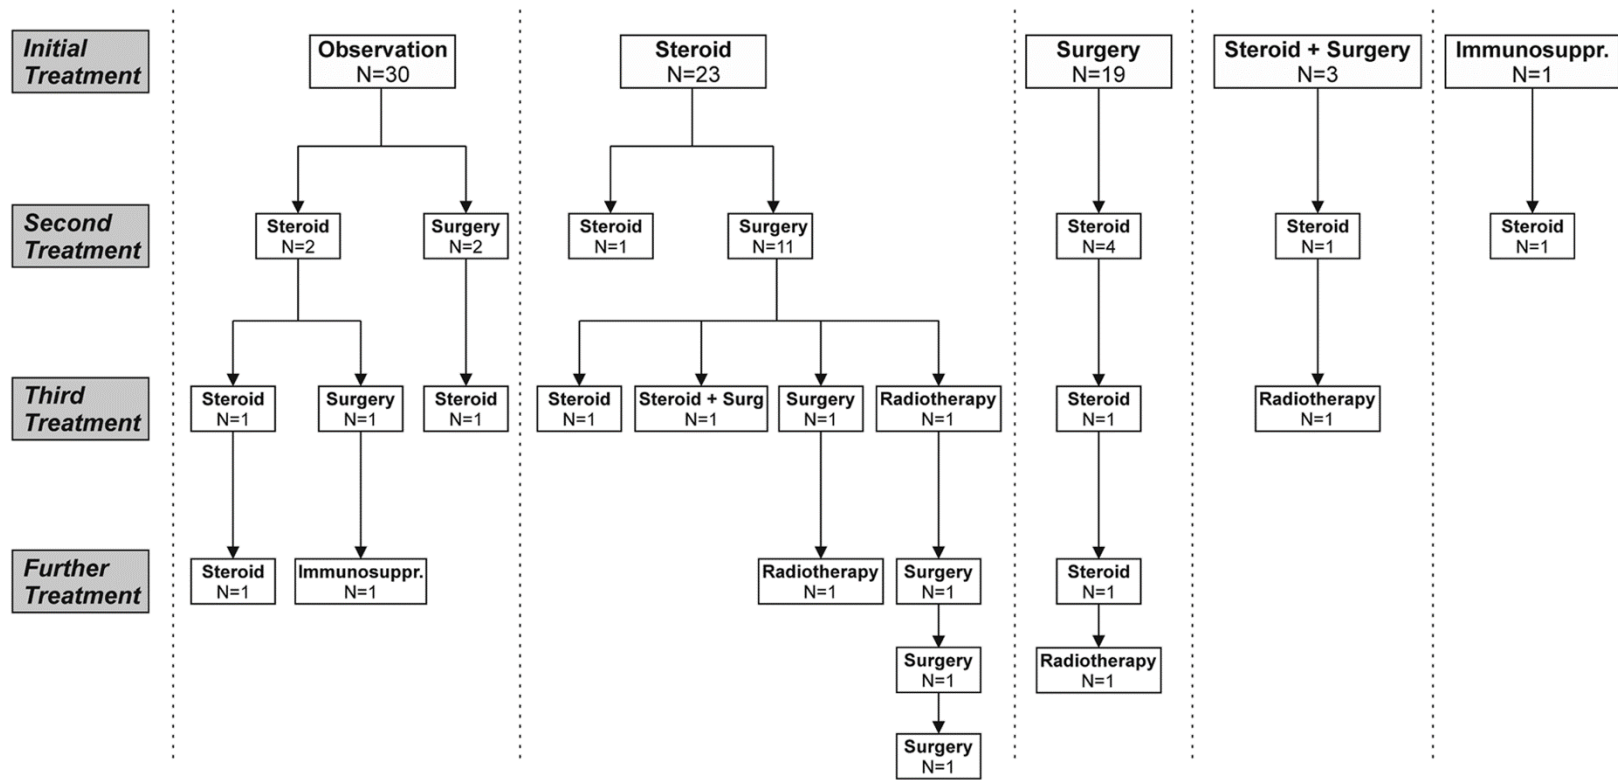 Initial
Treatment
Observation
N=30
Steroid
N=23
Surgery
N=19
Steroid + Surgery
N=3
Immunosuppr.
N=1
Second
Treatment
Steroid
N=2
Surgery
N=2
Steroid
N=1
Surgery
N=11
Steroid
N=4
Steroid
N=1
Steroid
N=1
Third
Treatment
Steroid
N=1
Surgery
N=1
Steroid
N=1
Steroid
N=1
Steroid + Surg
N=1
Surgery
N=1
Radiotherapy
N=1
Steroid
N=1
Radiotherapy
N=1
Further
Treatment
Steroid
N=1
Immunosuppr.
N=1
Radiotherapy
N=1
Surgery
N=1
Steroid
N=1
Surgery
N=1
Radiotherapy
N=1
Surgery
N=1